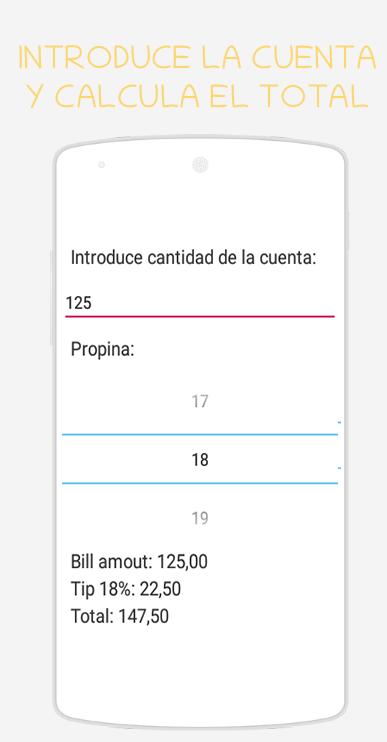 INTRODUCE LA CUENTA
Y CALCULA EL TOTAL
Introduce cantidad de la cuenta:
125
Propina:
17
18
19
Bill amout: 125,00
Tip 18%: 22,50
Total: 147,50